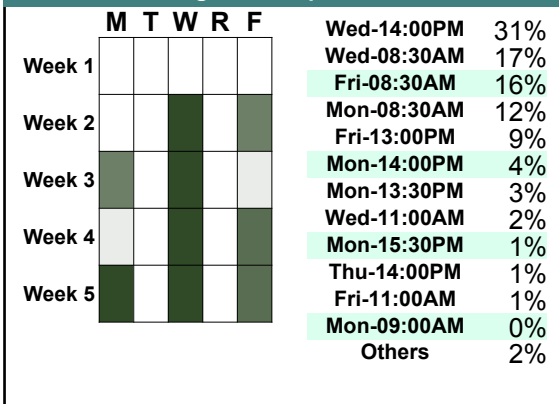 M T W R F
Week 1
Week 2
Week 3
Week 4
Week 5
Wed-14:00PM 31%
Wed-08:30AM 17%
Fri-08:30AM 16%
Mon-08:30AM 12%
Fri-13:00PM 9%
Mon-14:00PM 4%
Mon-13:30PM 3%
Wed-11:00AM 2%
Mon-15:30PM 1%
Thu-14:00PM 1%
Fri-11:00AM 1%
Mon-09:00AM 0%
Others 2%